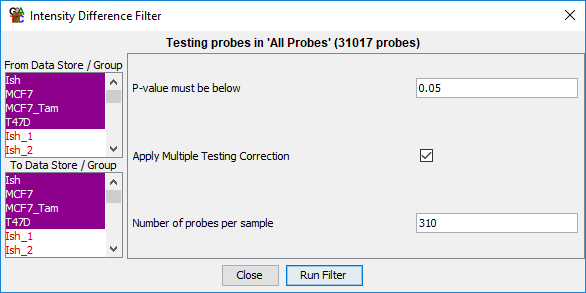 Intensity Difference Filter
Testing probes in 'All Probes' (31017 probes)
From Data Store / Group
Ish
MCF7
MCF7_Tam
T47D
Ish_1
Ish_2
To Data Store / Group
Ish
MCF7
MCF7_Tam
T47D
Ish_1
Ish_2
P-value must be below 0.05
Apply Multiple Testing Correction
Number of probes per sample 310
Close Run Filter